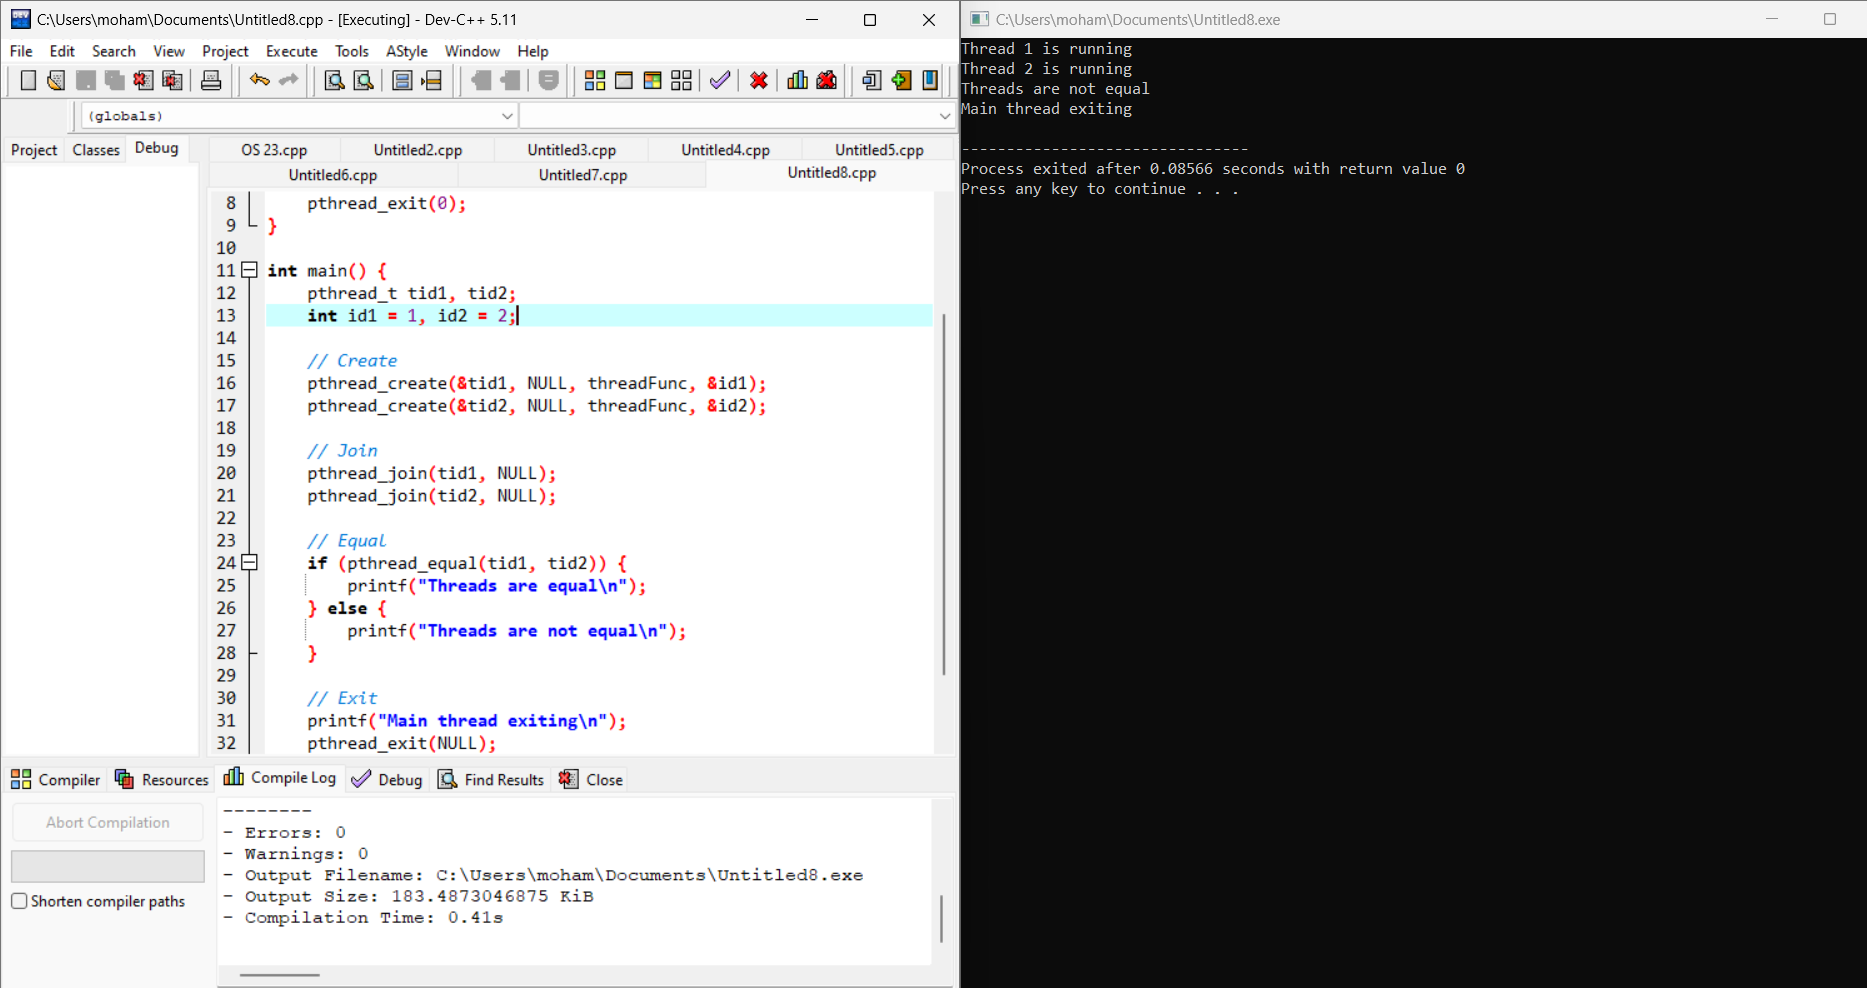 C:\Users\moham\Documents\Untitled8.cpp - [Executing] - Dev-C++ 5.11
File Edit Search View Project Execute Tools AStyle Window Help
(globals)
Project Classes Debug
OS 23.cpp Untitled2.cpp Untitled3.cpp Untitled4.cpp Untitled5.cpp
Untitled6.cpp Untitled7.cpp Untitled8.cpp
8 pthread_exit(0);
9 }
10
11 int main() {
12 pthread_t tid1, tid2;
13 int id1 = 1, id2 = 2;
14
15 // Create
16 pthread_create(&tid1, NULL, threadFunc, &id1);
17 pthread_create(&tid2, NULL, threadFunc, &id2);
18
19 // Join
20 pthread_join(tid1, NULL);
21 pthread_join(tid2, NULL);
22
23 // Equal
24 if (pthread_equal(tid1, tid2)) {
25 printf("Threads are equal\n");
26 } else {
27 printf("Threads are not equal\n");
28 }
29
30 // Exit
31 printf("Main thread exiting\n");
32 pthread_exit(NULL);
Compiler Resources Compile Log Debug Find Results Close
Abort Compilation
Shorten compiler paths
--------
- Errors: 0
- Warnings: 0
- Output Filename: C:\Users\moham\Documents\Untitled8.exe
- Output Size: 183.4873046875 KiB
- Compilation Time: 0.41s
C:\Users\moham\Documents\Untitled8.exe
Thread 1 is running
Thread 2 is running
Threads are not equal
Main thread exiting
--------------------------------
Process exited after 0.08566 seconds with return value 0
Press any key to continue . . .